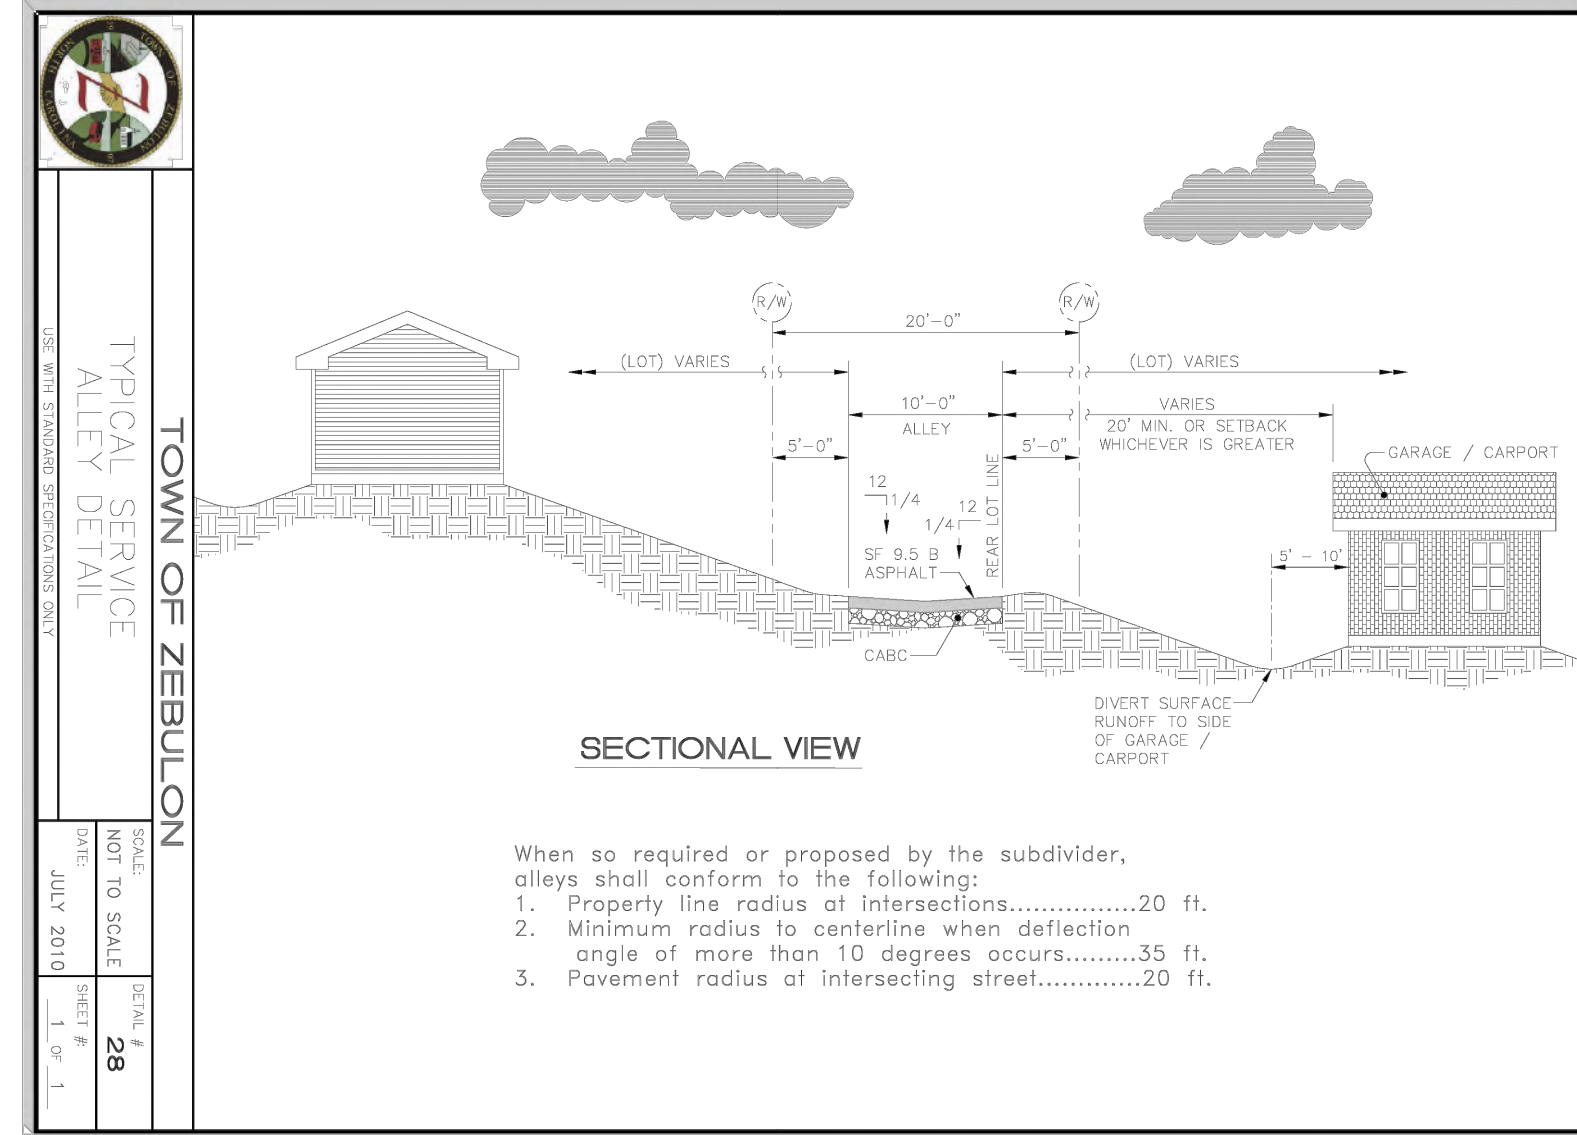 TOWN OF ZEBULON
NORTH CAROLINA
TOWN OF ZEBULON
TYPICAL SERVICE
ALLEY DETAIL
USE WITH STANDARD SPECIFICATIONS ONLY
SCALE:
NOT TO SCALE
DATE:
JULY 2010
DETAIL #
28
SHEET #:
1 OF 1
R/W
R/W
20'-0"
(LOT) VARIES
(LOT) VARIES
10'-0"
ALLEY
VARIES
20' MIN. OR SETBACK
WHICHEVER IS GREATER
5'-0"
5'-0"
GARAGE / CARPORT
REAR LOT LINE
12
1/4
12
1/4
SF 9.5 B
ASPHALT
5' - 10'
CABC
DIVERT SURFACE
RUNOFF TO SIDE
OF GARAGE /
CARPORT
SECTIONAL VIEW
When so required or proposed by the subdivider,
alleys shall conform to the following:
1. Property line radius at intersections................20 ft.
2. Minimum radius to centerline when deflection
angle of more than 10 degrees occurs.........35 ft.
3. Pavement radius at intersecting street.............20 ft.